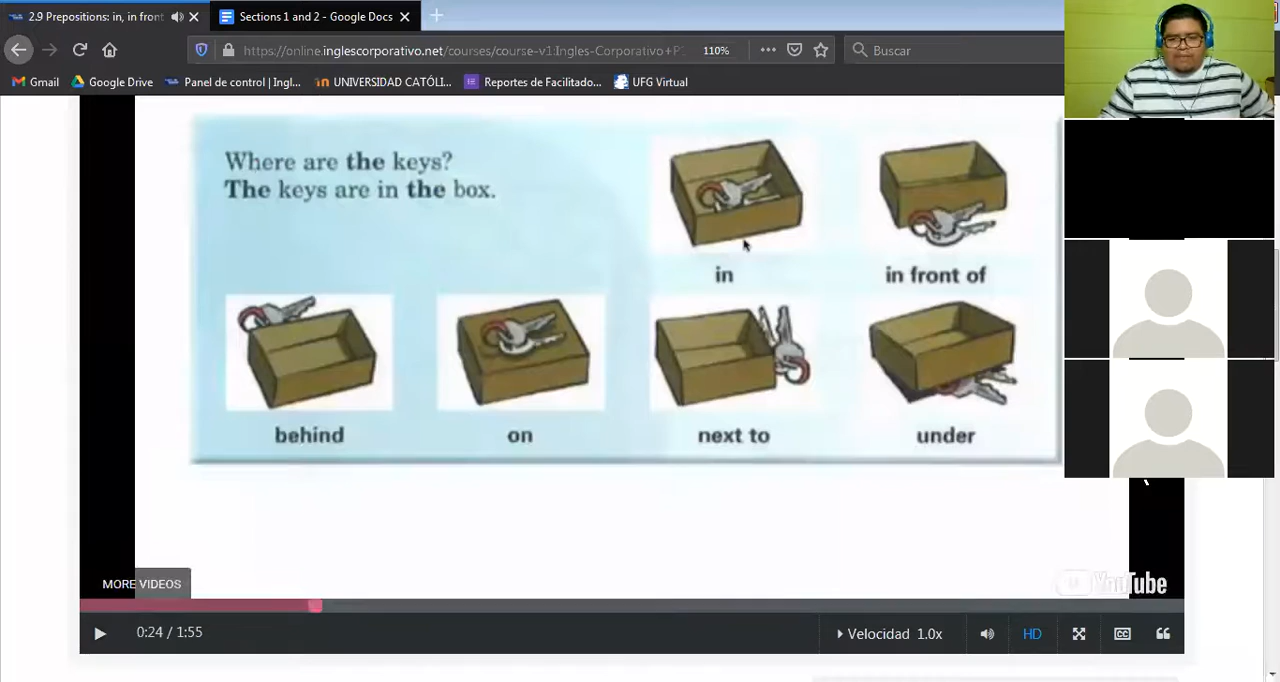 2.9 Prepositions: in, in front
Sections 1 and 2 - Google Docs
https://online.inglescorporativo.net/courses/course-v1:Ingles-Corporativo+P
110%
Buscar
Gmail
Google Drive
Panel de control | Ingl...
UNIVERSIDAD CATÓLI...
Reportes de Facilitado...
UFG Virtual
Where are the keys?
The keys are in the box.
in
in front of
behind
on
next to
under
MORE VIDEOS
YouTube
0:24 / 1:55
Velocidad 1.0x
HD
CC